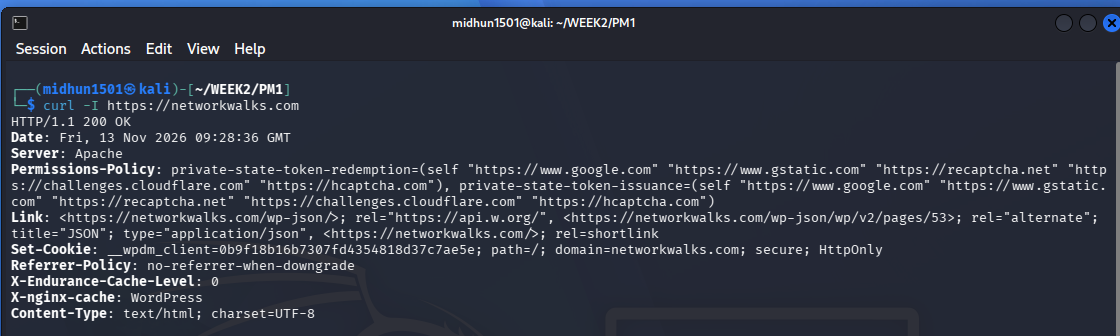 midhun1501@kali: ~/WEEK2/PM1
Session Actions Edit View Help
┌──(midhun1501㉿kali)-[~/WEEK2/PM1]
└─$ curl -I https://networkwalks.com
HTTP/1.1 200 OK
Date: Fri, 13 Nov 2026 09:28:36 GMT
Server: Apache
Permissions-Policy: private-state-token-redemption=(self "https://www.google.com" "https://www.gstatic.com" "https://recaptcha.net" "http
s://challenges.cloudflare.com" "https://hcaptcha.com"), private-state-token-issuance=(self "https://www.google.com" "https://www.gstatic.
com" "https://recaptcha.net" "https://challenges.cloudflare.com" "https://hcaptcha.com")
Link: <https://networkwalks.com/wp-json/>; rel="https://api.w.org/", <https://networkwalks.com/wp-json/wp/v2/pages/53>; rel="alternate";
title="JSON"; type="application/json", <https://networkwalks.com/>; rel=shortlink
Set-Cookie: __wpdm_client=0b9f18b16b7307fd4354818d37c7ae5e; path=/; domain=networkwalks.com; secure; HttpOnly
Referrer-Policy: no-referrer-when-downgrade
X-Endurance-Cache-Level: 0
X-nginx-cache: WordPress
Content-Type: text/html; charset=UTF-8